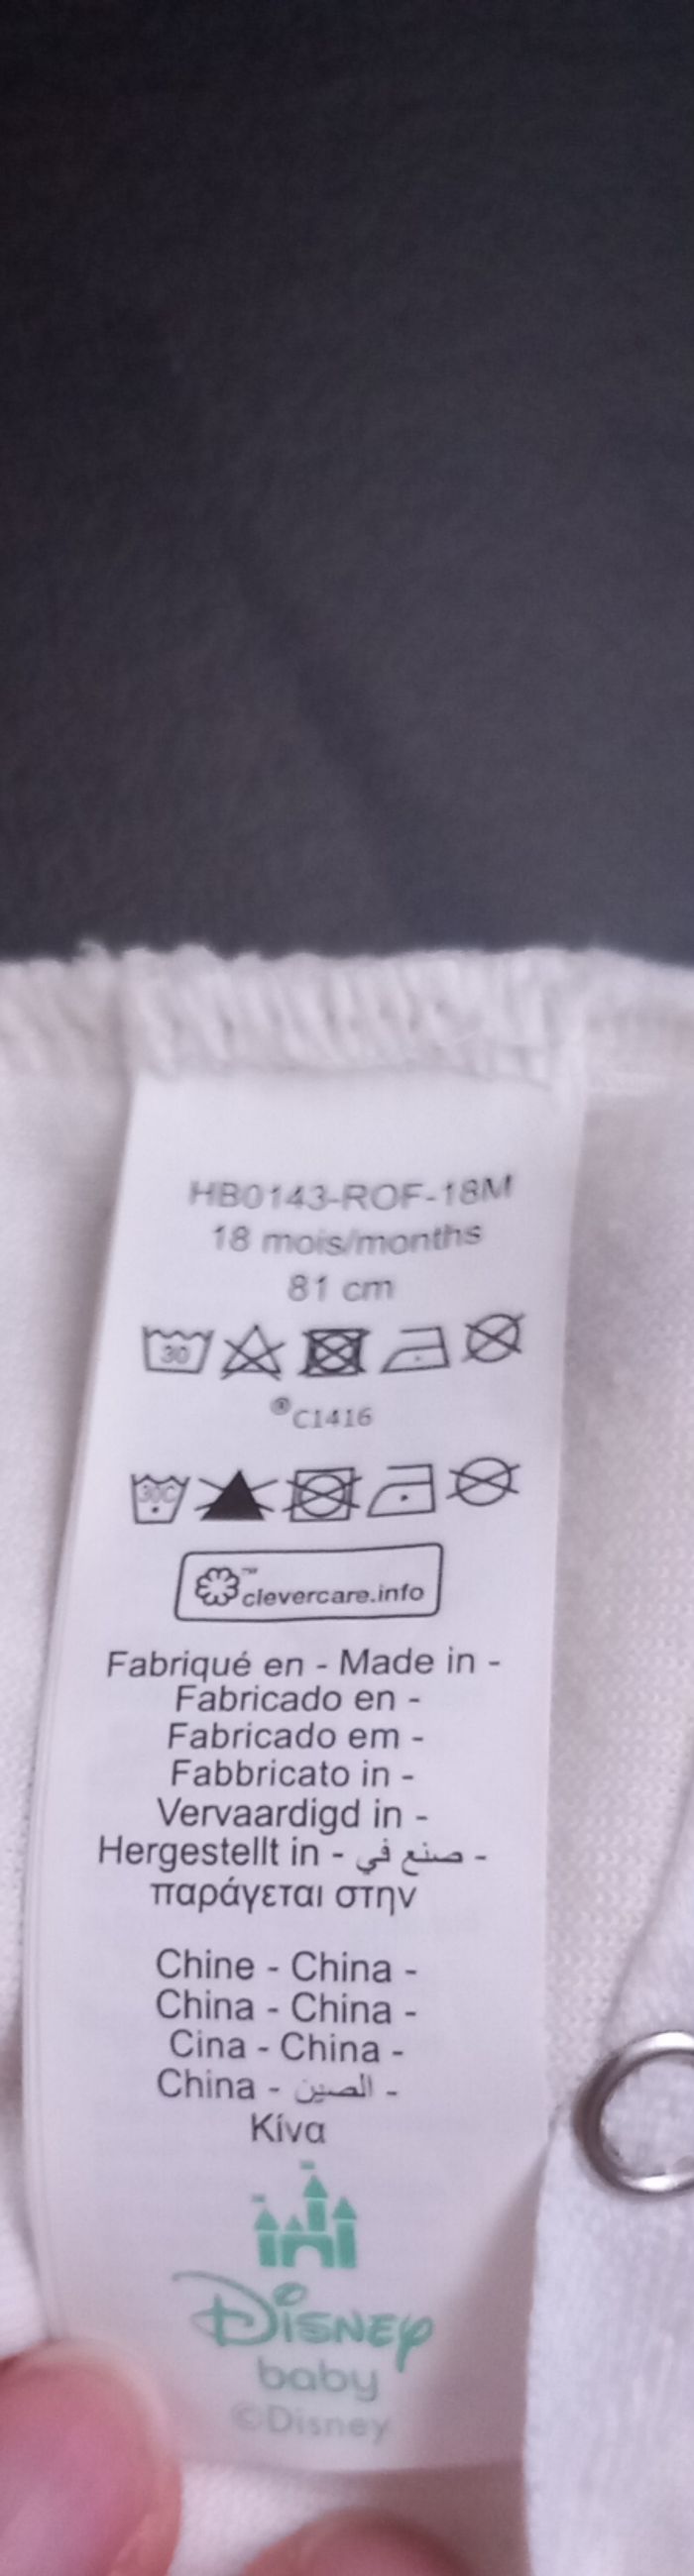 HB0143-ROF-18M
18 mois/months
81 cm
30
®C1416
30C
™clevercare.info
Fabriqué en - Made in -
Fabricado en -
Fabricado em -
Fabbricato in -
Vervaardigd in -
Hergestellt in - صنع في -
παράγεται στην
Chine - China -
China - China -
Cina - China -
China - الصين -
Κίνα
Disney
baby
©Disney